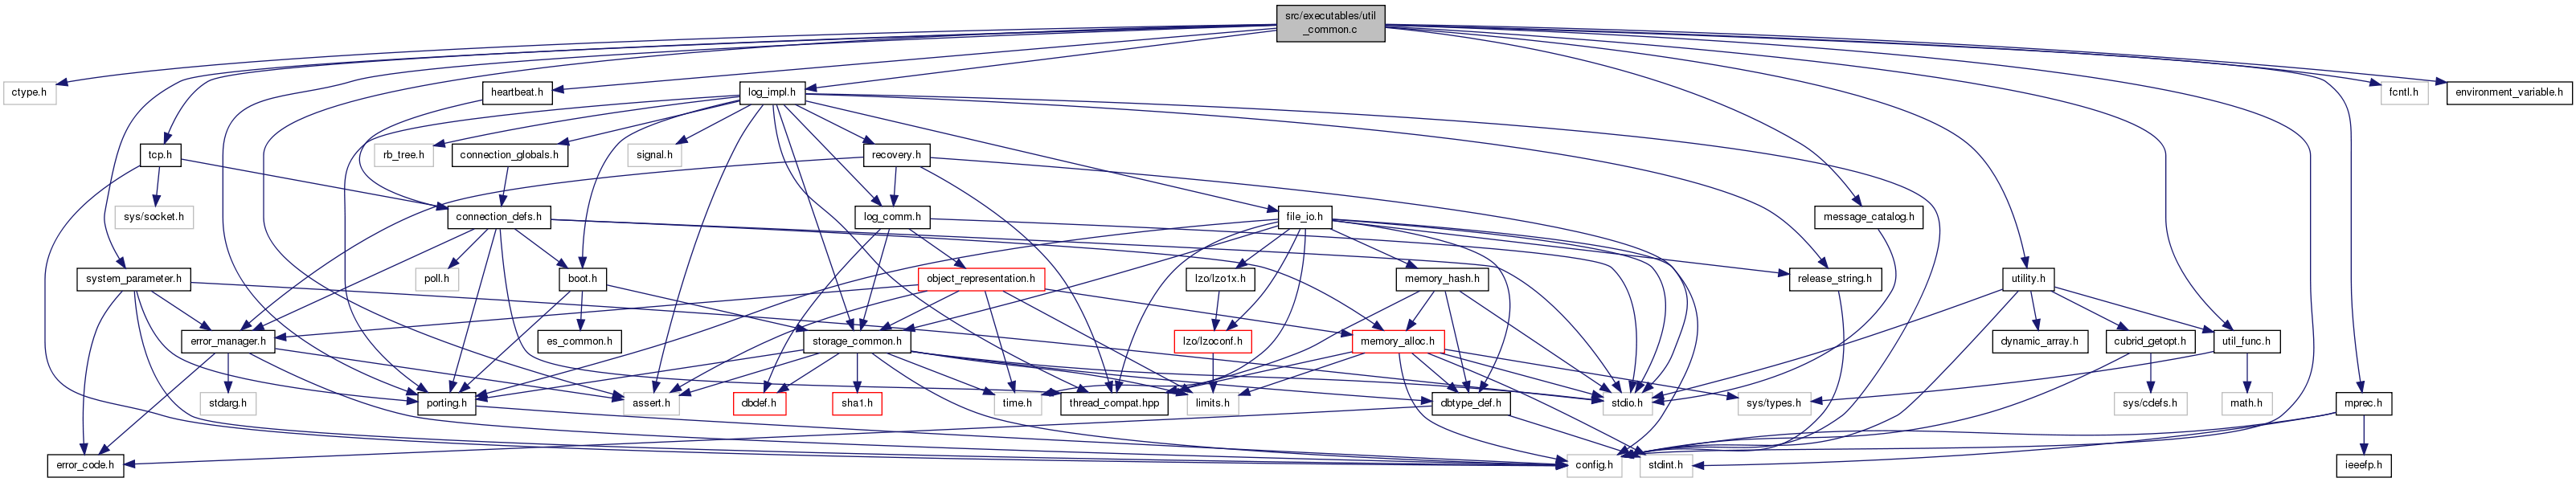 src/executables/util
_common.c
ctype.h
heartbeat.h
log_impl.h
fcntl.h
environment_variable.h
tcp.h
rb_tree.h
connection_globals.h
signal.h
recovery.h
sys/socket.h
connection_defs.h
log_comm.h
file_io.h
message_catalog.h
system_parameter.h
poll.h
boot.h
object_representation.h
lzo/lzo1x.h
memory_hash.h
release_string.h
utility.h
error_manager.h
es_common.h
storage_common.h
lzo/lzoconf.h
memory_alloc.h
dynamic_array.h
cubrid_getopt.h
util_func.h
stdarg.h
porting.h
assert.h
dbdef.h
sha1.h
time.h
thread_compat.hpp
limits.h
dbtype_def.h
stdio.h
sys/types.h
sys/cdefs.h
math.h
mprec.h
error_code.h
config.h
stdint.h
ieeefp.h